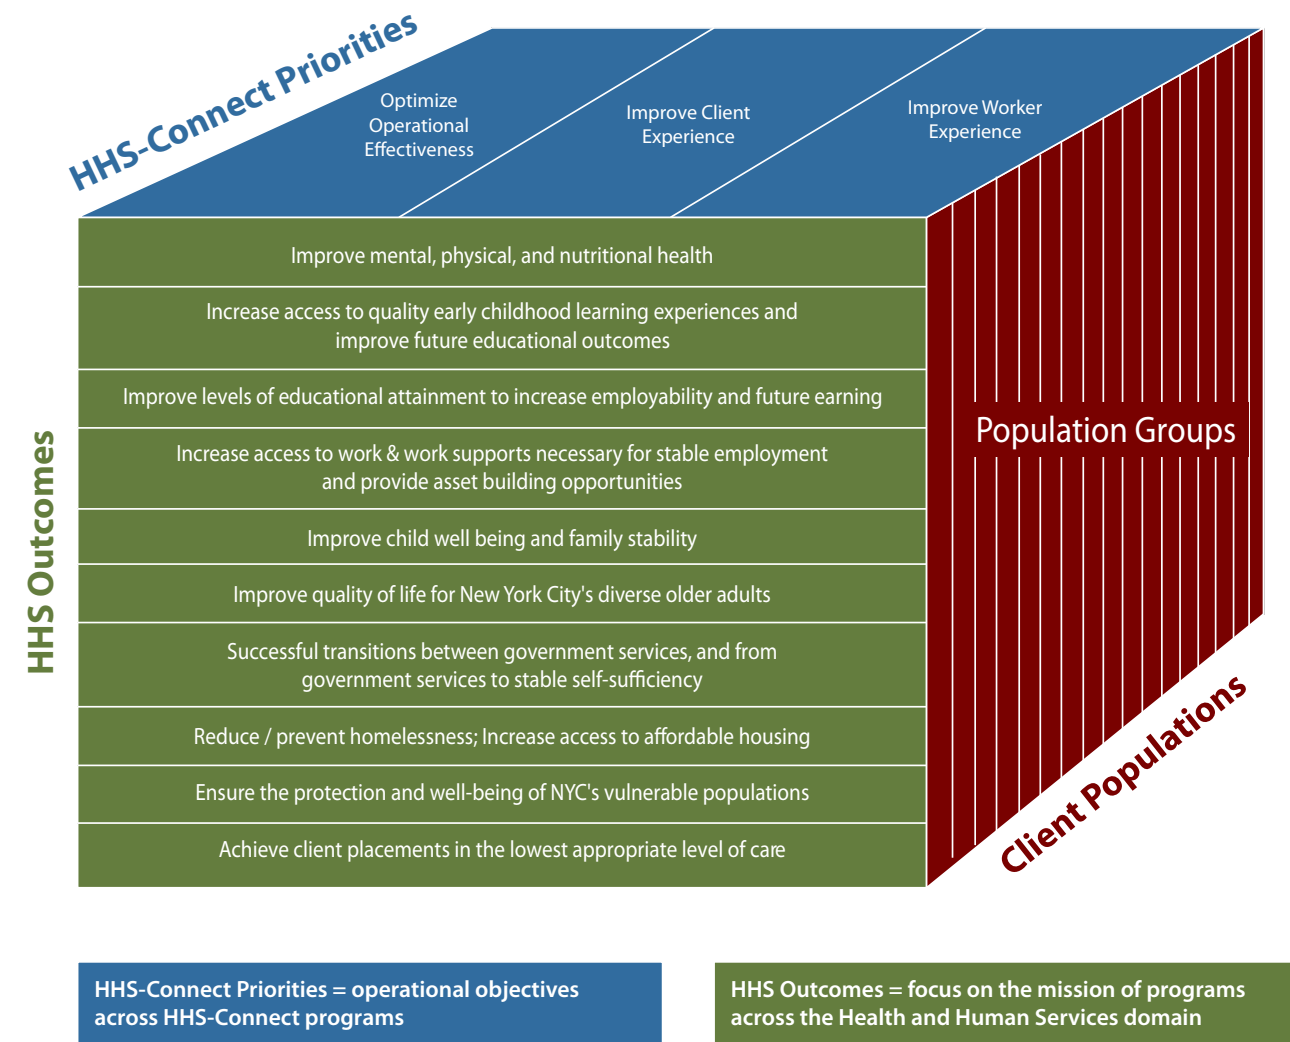 HHS-Connect Priorities
Optimize
Operational
Effectiveness
Improve Client
Experience
Improve Worker
Experience
HHS Outcomes
Improve mental, physical, and nutritional health
Increase access to quality early childhood learning experiences and
improve future educational outcomes
Improve levels of educational attainment to increase employability and future earning
Increase access to work & work supports necessary for stable employment
and provide asset building opportunities
Improve child well being and family stability
Improve quality of life for New York City's diverse older adults
Successful transitions between government services, and from
government services to stable self-sufficiency
Reduce / prevent homelessness; Increase access to affordable housing
Ensure the protection and well-being of NYC's vulnerable populations
Achieve client placements in the lowest appropriate level of care
Population Groups
Client Populations
HHS-Connect Priorities = operational objectives
across HHS-Connect programs
HHS Outcomes = focus on the mission of programs
across the Health and Human Services domain